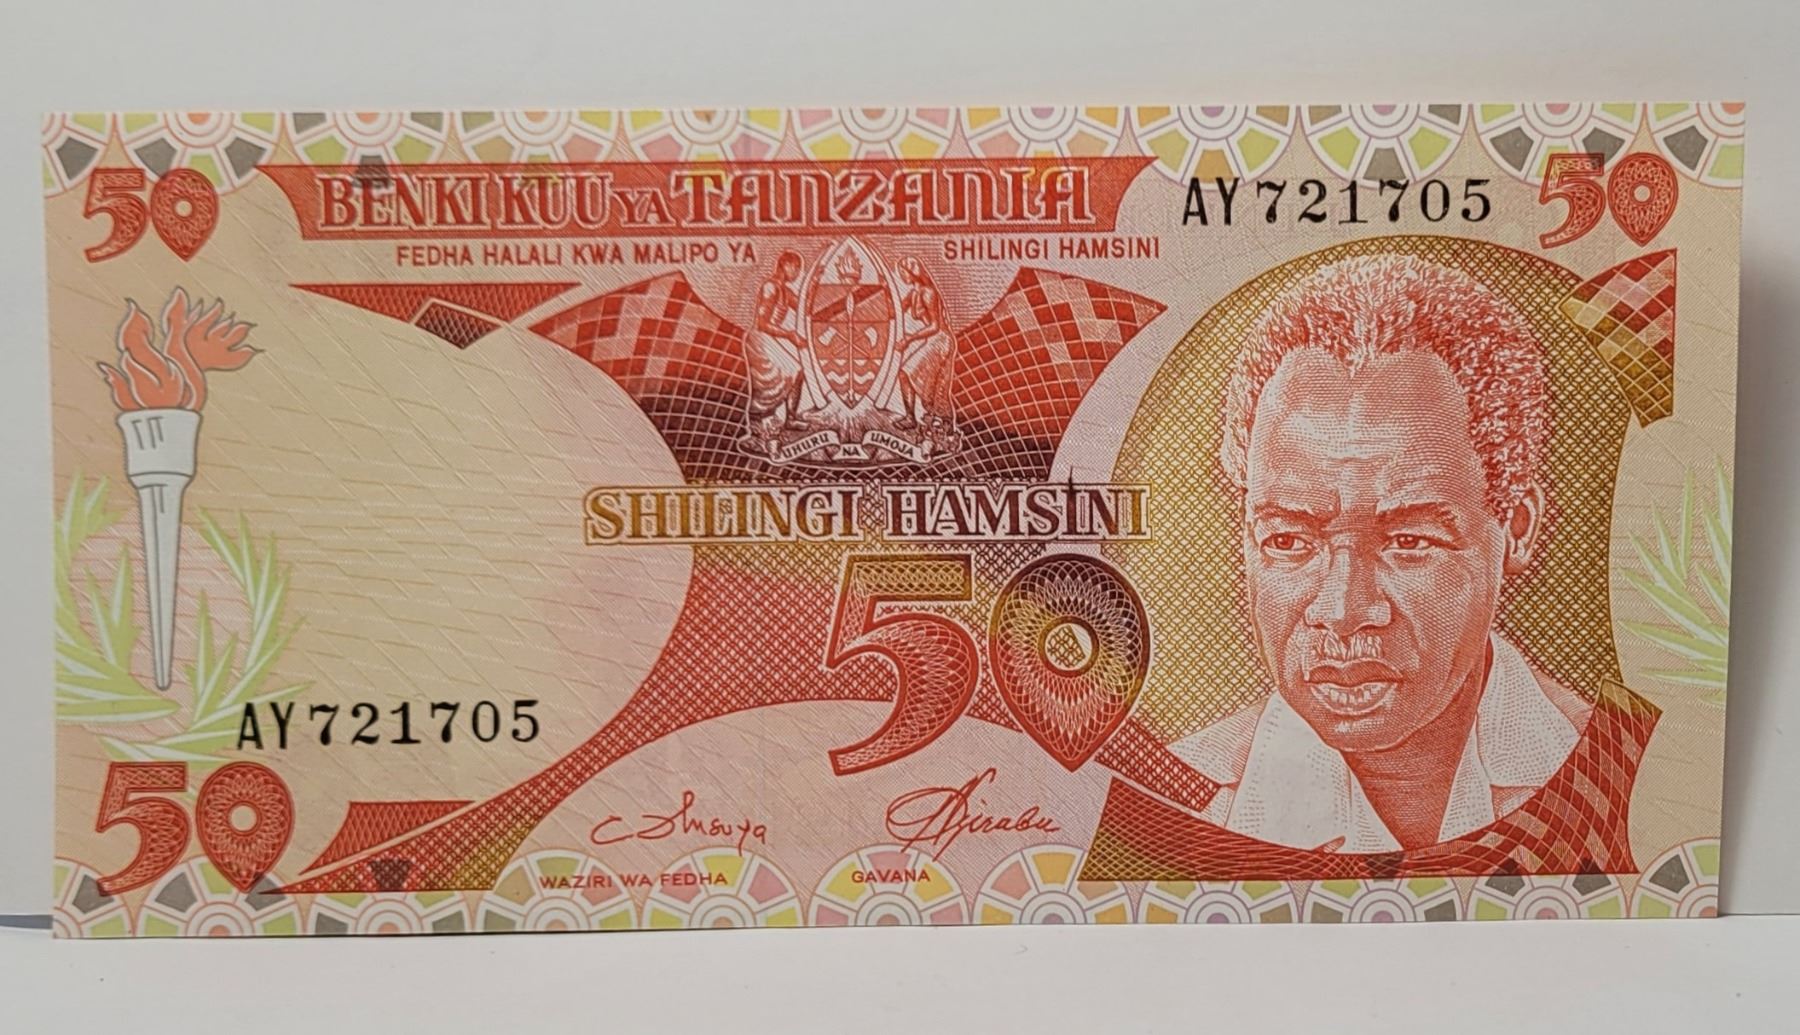 50
BENKI KUU YA TANZANIA
AY 721705
50
FEDHA HALALI KWA MALIPO YA
SHILINGI HAMSINI
UHURU NA UMOJA
SHILINGI HAMSINI
50
AY 721705
50
WAZIRI WA FEDHA
GAVANA